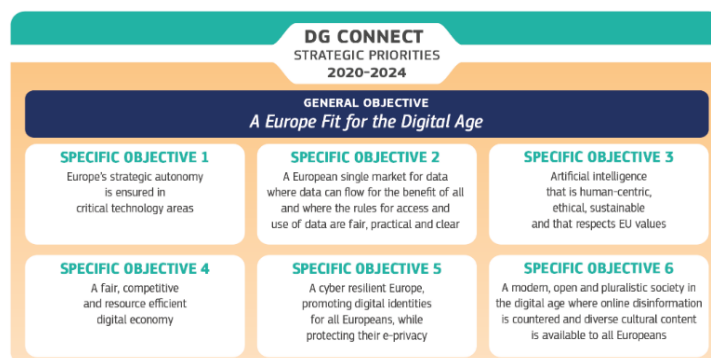 DG CONNECT
STRATEGIC PRIORITIES
2020-2024
GENERAL OBJECTIVE
A Europe Fit for the Digital Age
SPECIFIC OBJECTIVE 1
Europe's strategic autonomy
is ensured in
critical technology areas
SPECIFIC OBJECTIVE 2
A European single market for data
where data can flow for the benefit of all
and where the rules for access and
use of data are fair, practical and clear
SPECIFIC OBJECTIVE 3
Artificial intelligence
that is human-centric,
ethical, sustainable
and that respects EU values
SPECIFIC OBJECTIVE 4
A fair, competitive
and resource efficient
digital economy
SPECIFIC OBJECTIVE 5
A cyber resilient Europe,
promoting digital identities
for all Europeans, while
protecting their e-privacy
SPECIFIC OBJECTIVE 6
A modern, open and pluralistic society in
the digital age where online disinformation
is countered and diverse cultural content
is available to all Europeans